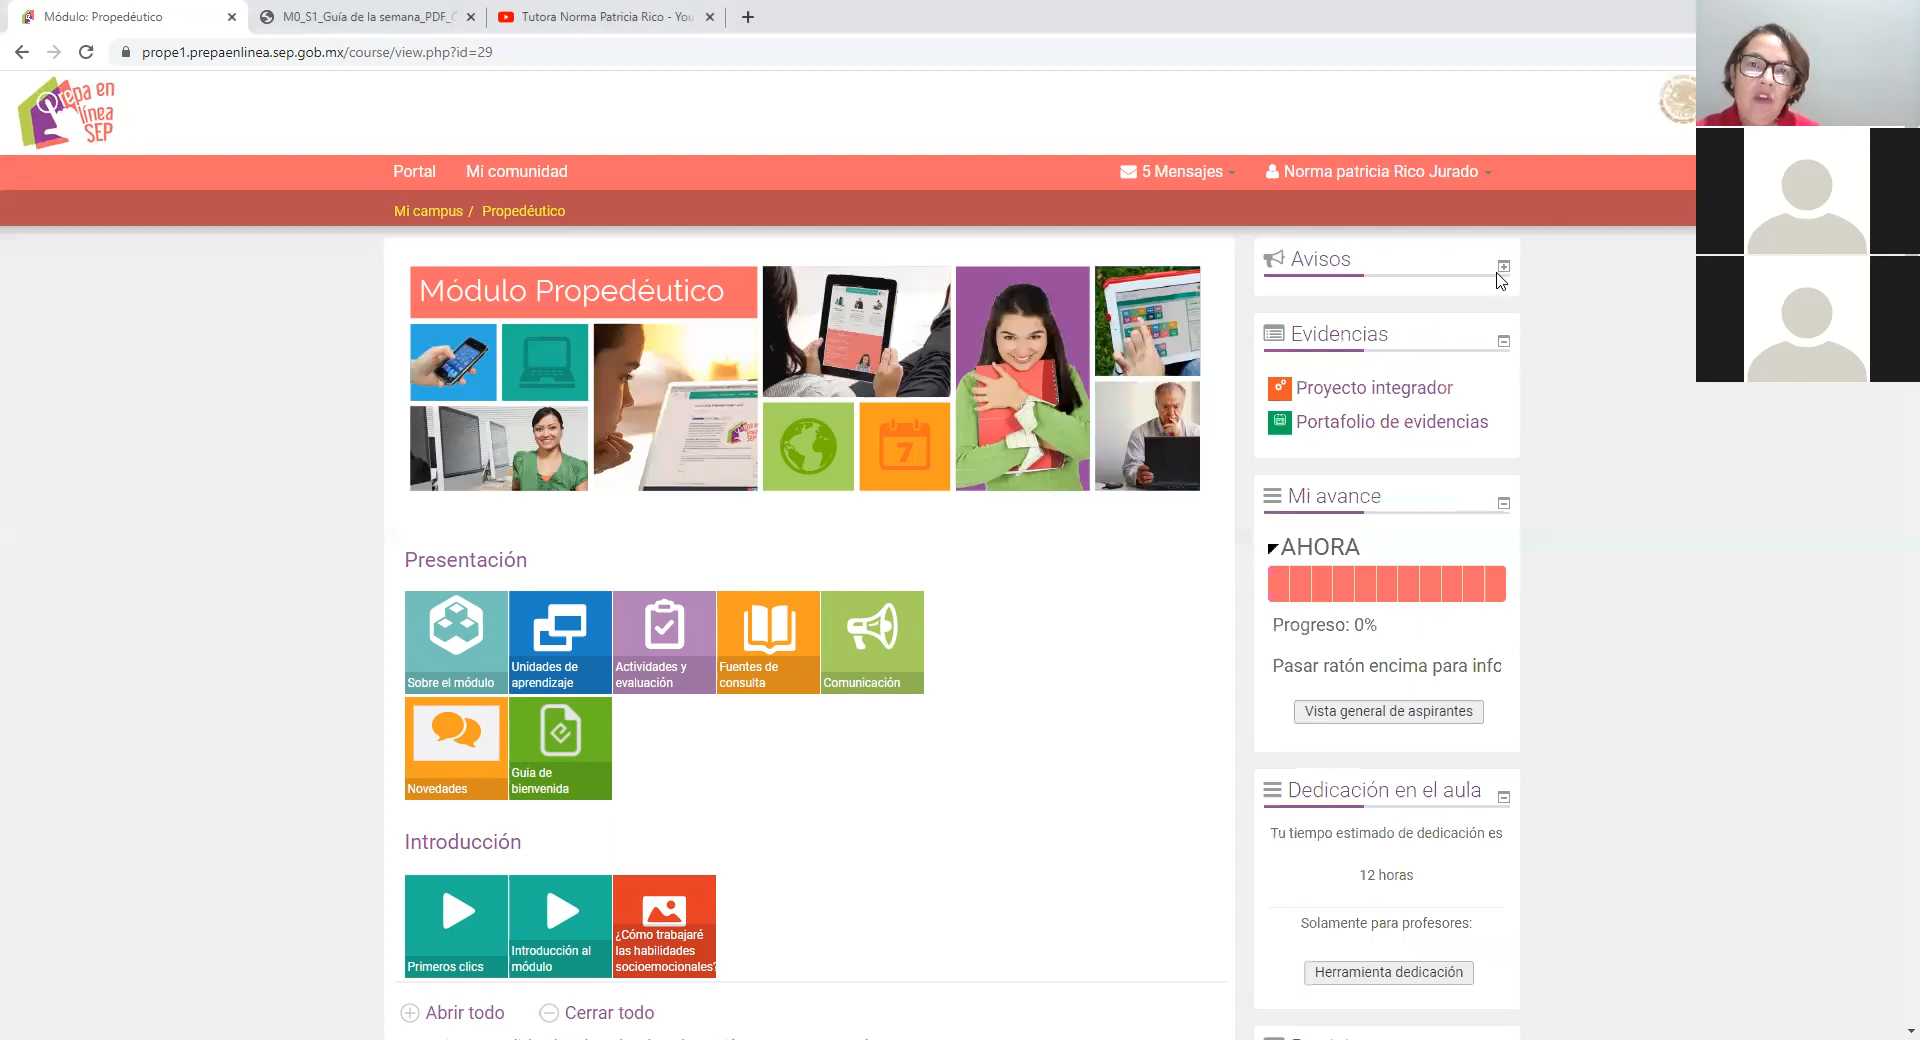 Módulo: Propedéutico
M0_S1_Guía de la semana_PDF_
Tutora Norma Patricia Rico - You
prope1.prepaenlinea.sep.gob.mx/course/view.php?id=29
Prepa en
línea
SEP
Portal
Mi comunidad
5 Mensajes
Norma patricia Rico Jurado
Mi campus / Propedéutico
Módulo Propedéutico
7
Presentación
Sobre el módulo
Unidades de
aprendizaje
Actividades y
evaluación
Fuentes de
consulta
Comunicación
Novedades
Guia de
bienvenida
Introducción
Primeros clics
Introducción al
módulo
¿Cómo trabajaré
las habilidades
socioemocionales?
Abrir todo
Cerrar todo
Avisos
Evidencias
Proyecto integrador
Portafolio de evidencias
Mi avance
AHORA
Progreso: 0%
Pasar ratón encima para info
Vista general de aspirantes
Dedicación en el aula
Tu tiempo estimado de dedicación es
12 horas
Solamente para profesores:
Herramienta dedicación